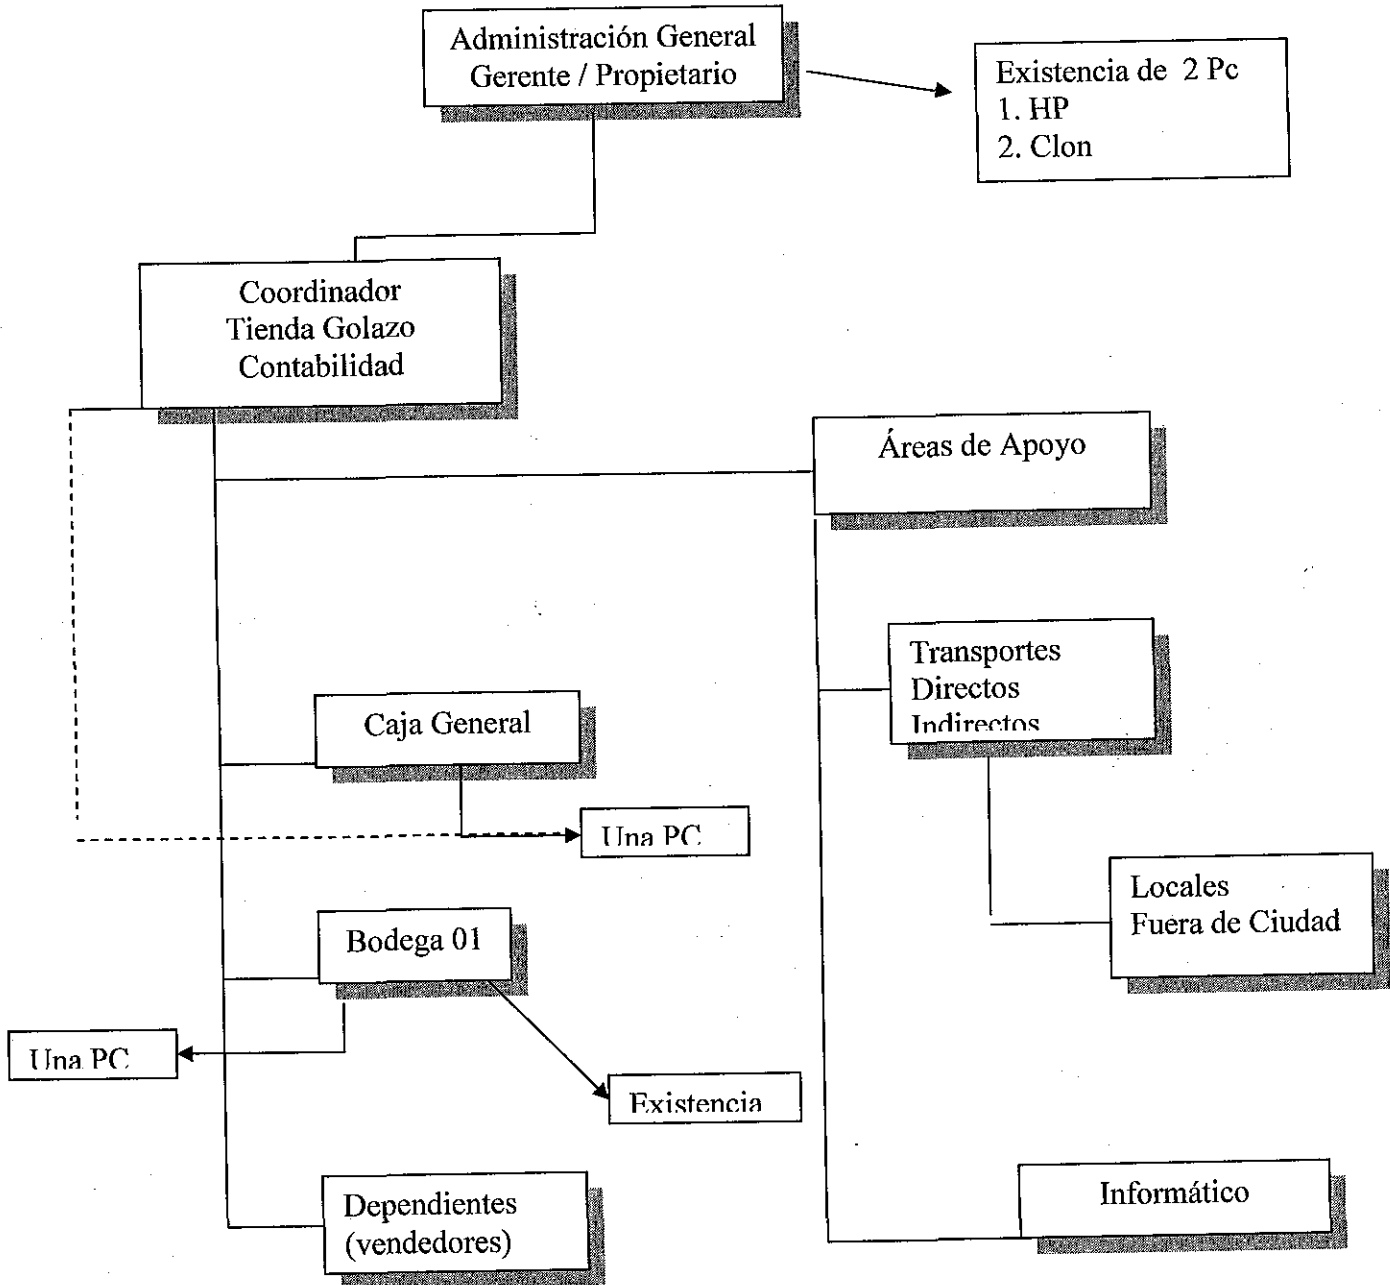 Administración General
Gerente / Propietario
Existencia de 2 Pc
1. HP
2. Clon
Coordinador
Tienda Golazo
Contabilidad
Áreas de Apoyo
Transportes
Directos
Indirectos
Caja General
Una PC
Locales
Fuera de Ciudad
Bodega 01
Una PC
Existencia
Dependientes
(vendedores)
Informático